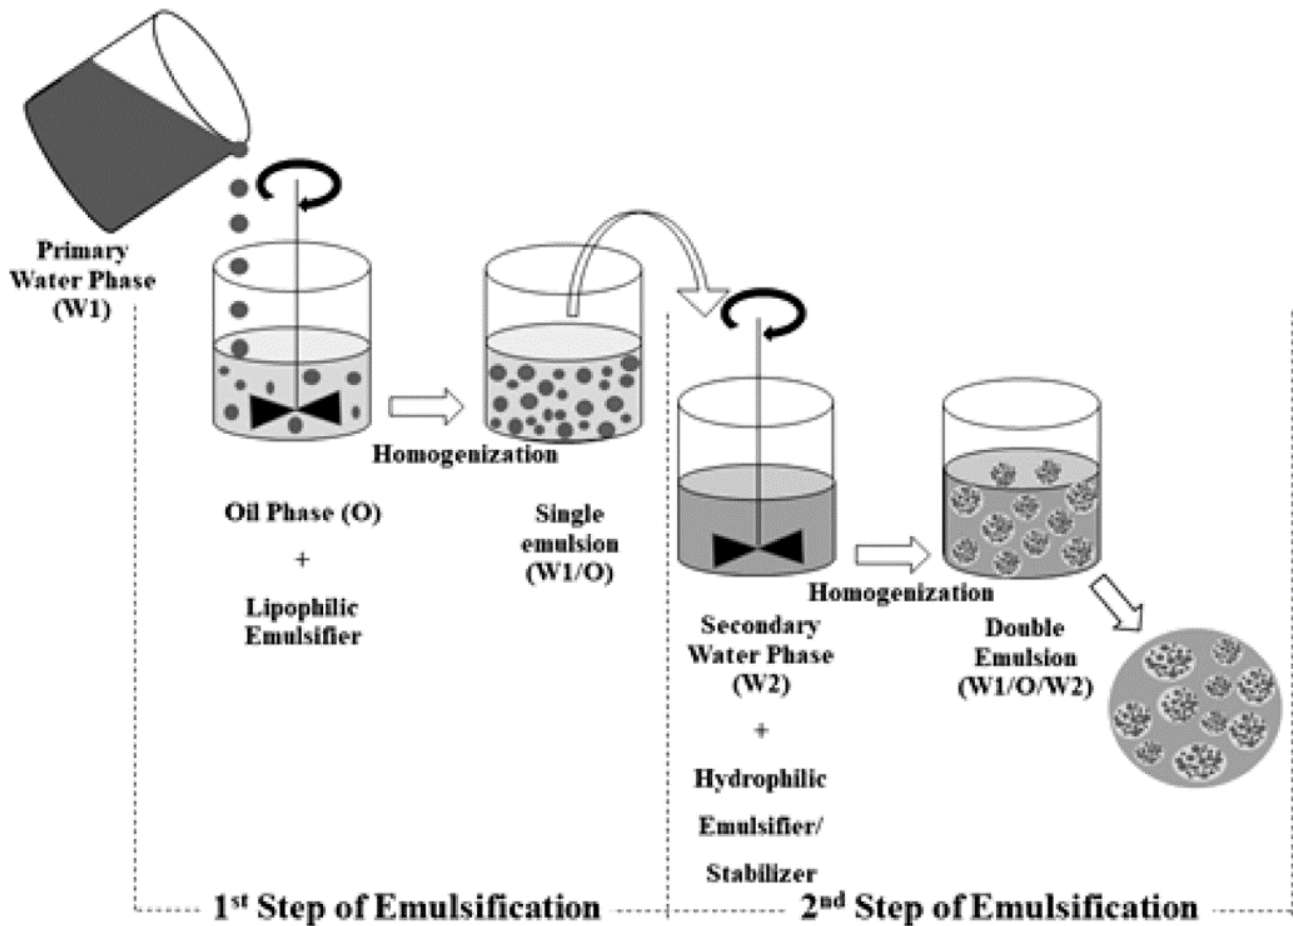 Primary
Water Phase
(W1)
Homogenization
Oil Phase (O)
+
Lipophilic
Emulsifier
Single
emulsion
(W1/O)
Homogenization
Secondary
Water Phase
(W2)
+
Hydrophilic
Emulsifier/
Stabilizer
Double
Emulsion
(W1/O/W2)
1st Step of Emulsification
2nd Step of Emulsification